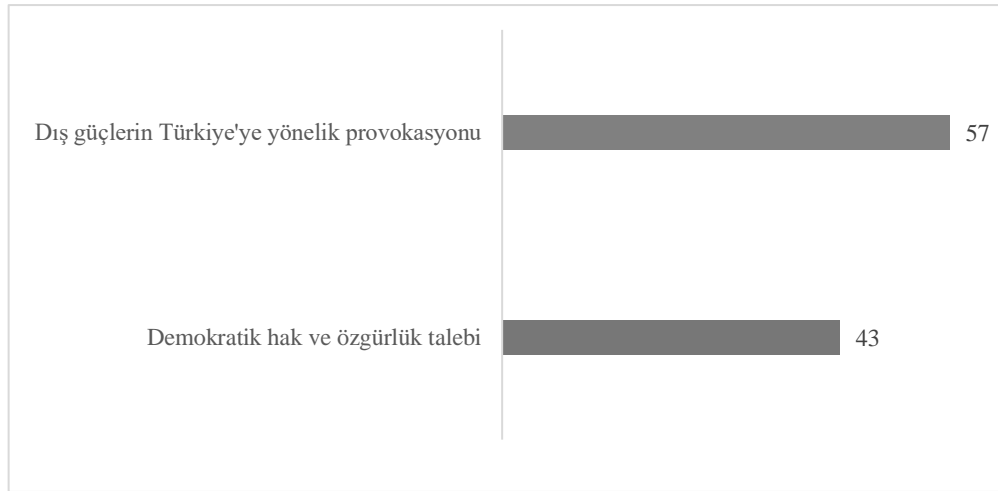 Dış güçlerin Türkiye'ye yönelik provokasyonu 57
Demokratik hak ve özgürlük talebi 43